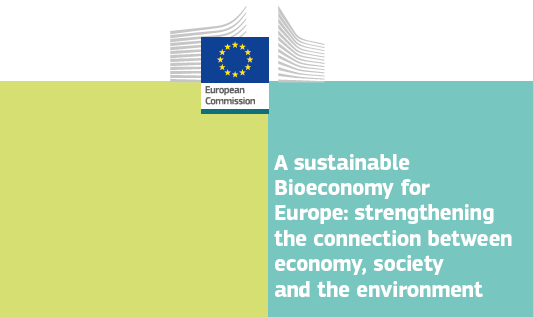 European
Commission
A sustainable
Bioeconomy for
Europe: strengthening
the connection between
economy, society
and the environment